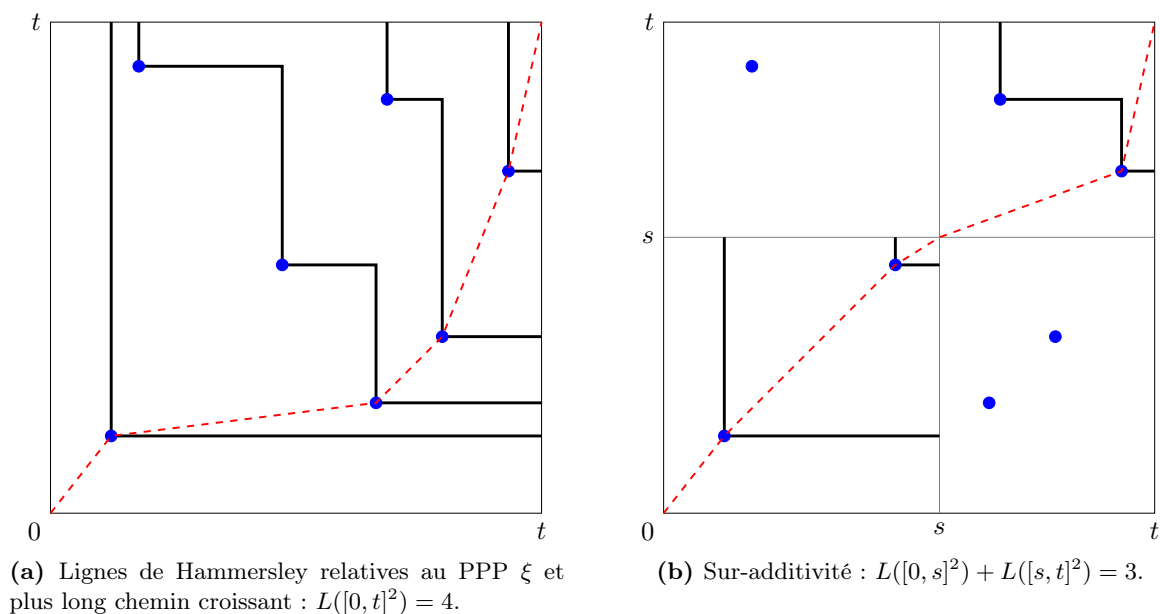 t
0
t
(a) Lignes de Hammersley relatives au PPP ξ et
plus long chemin croissant : L([0, t]²) = 4.
t
s
0
s
t
(b) Sur-additivité : L([0, s]²) + L([s, t]²) = 3.